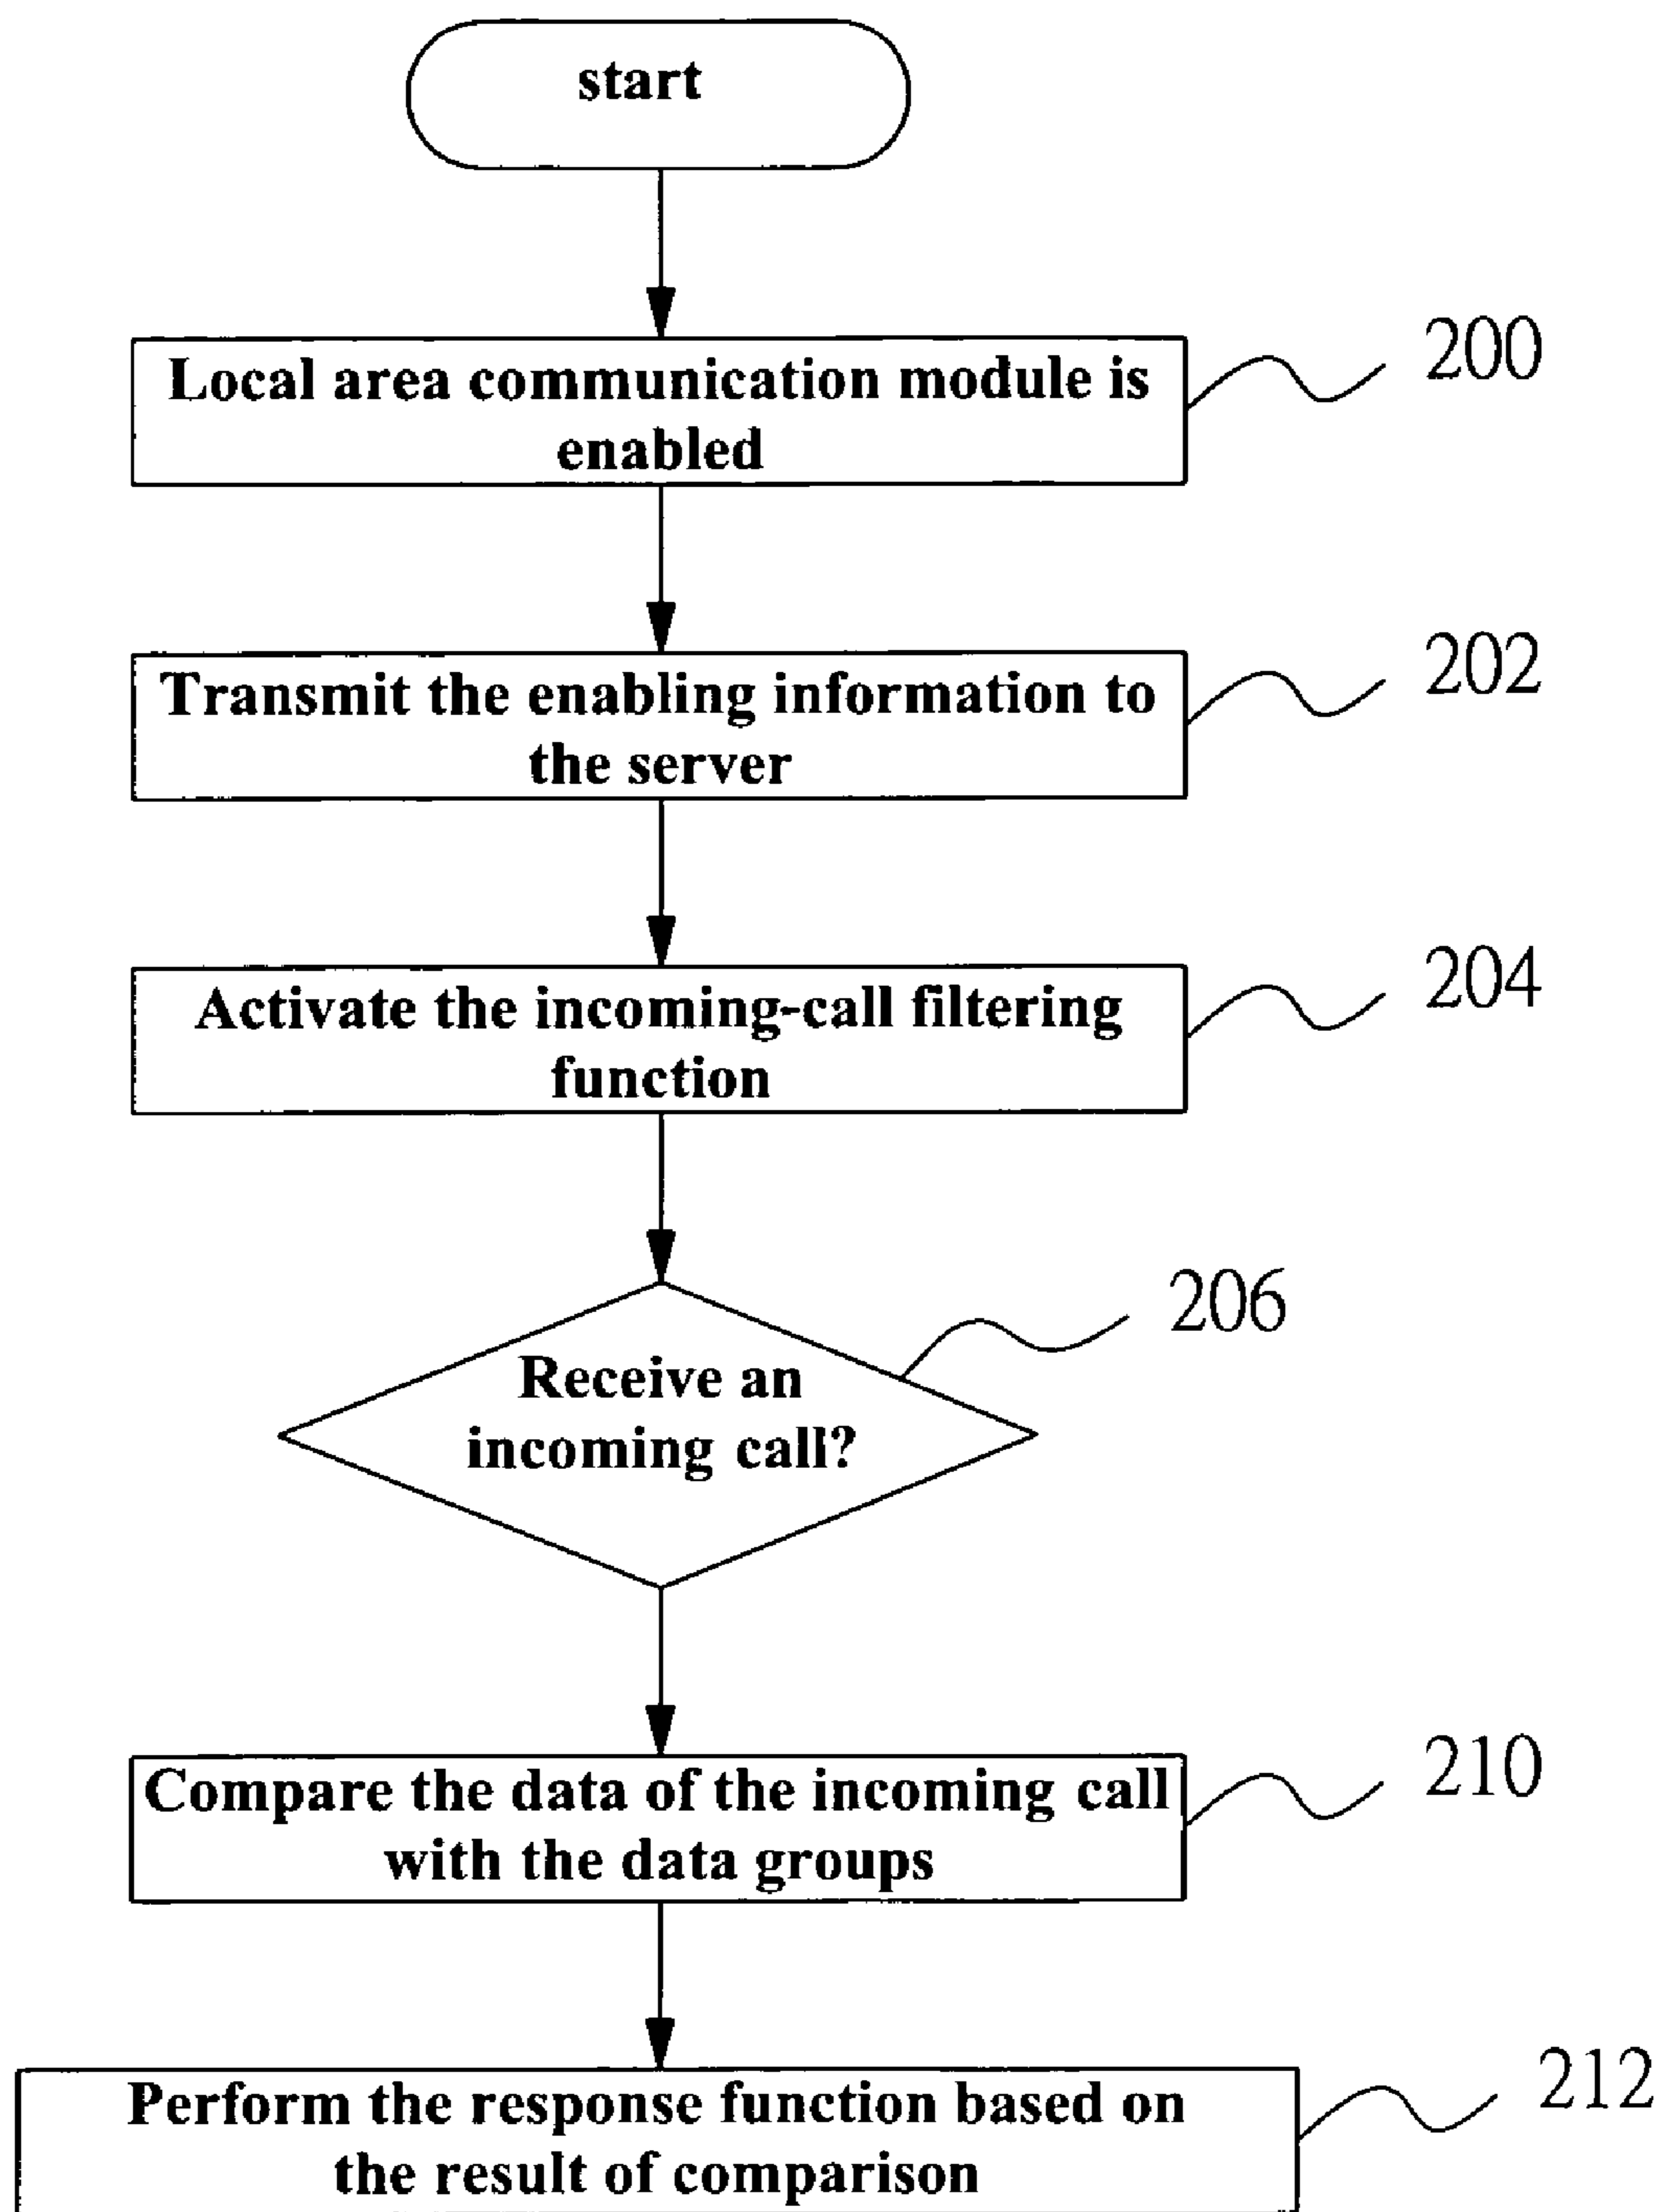 start
Local area communication module is
enabled
200
Transmit the enabling information to
the server
202
Activate the incoming-call filtering
function
204
Receive an
incoming call?
206
Compare the data of the incoming call
with the data groups
210
Perform the response function based on
the result of comparison
212